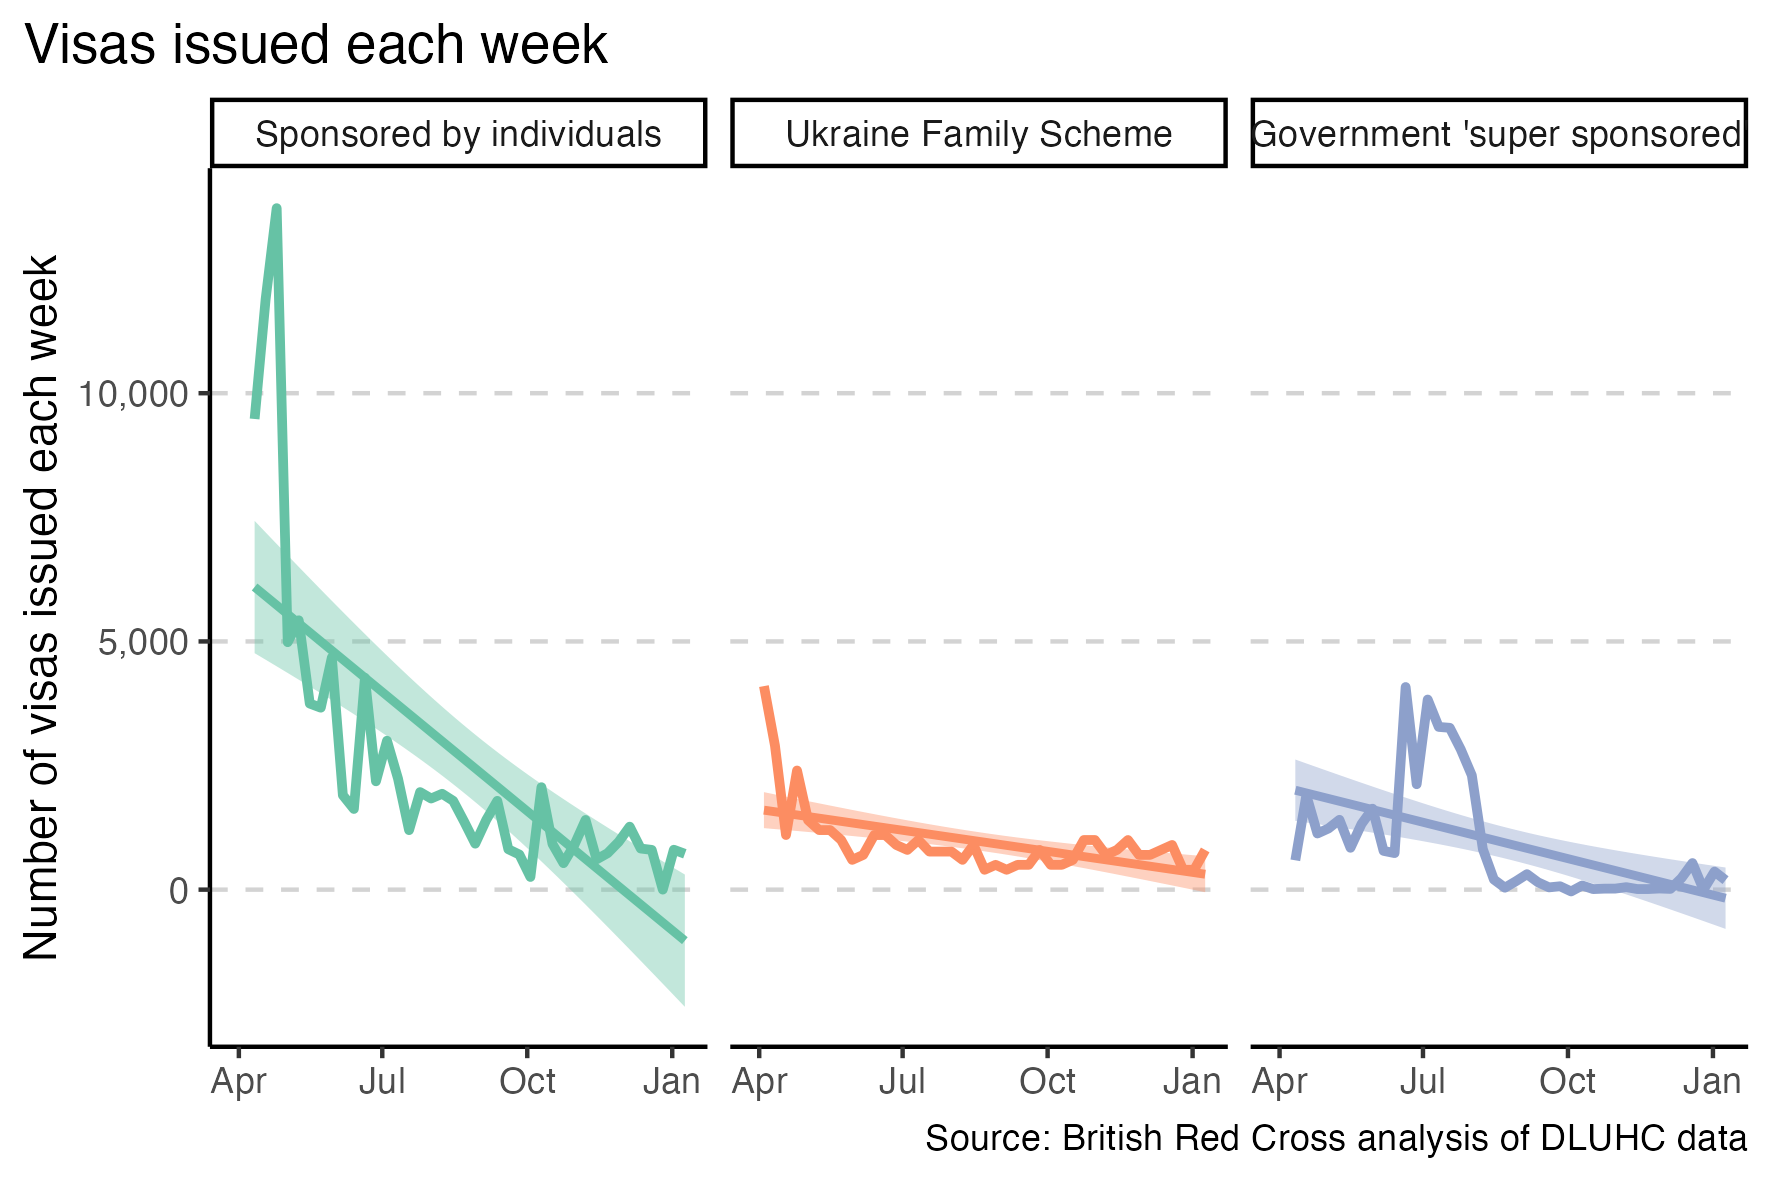 Visas issued each week
Sponsored by individuals
Ukraine Family Scheme
Government 'super sponsored
Number of visas issued each week
10,000
5,000
0
Apr Jul Oct Jan
Apr Jul Oct Jan
Apr Jul Oct Jan
Source: British Red Cross analysis of DLUHC data